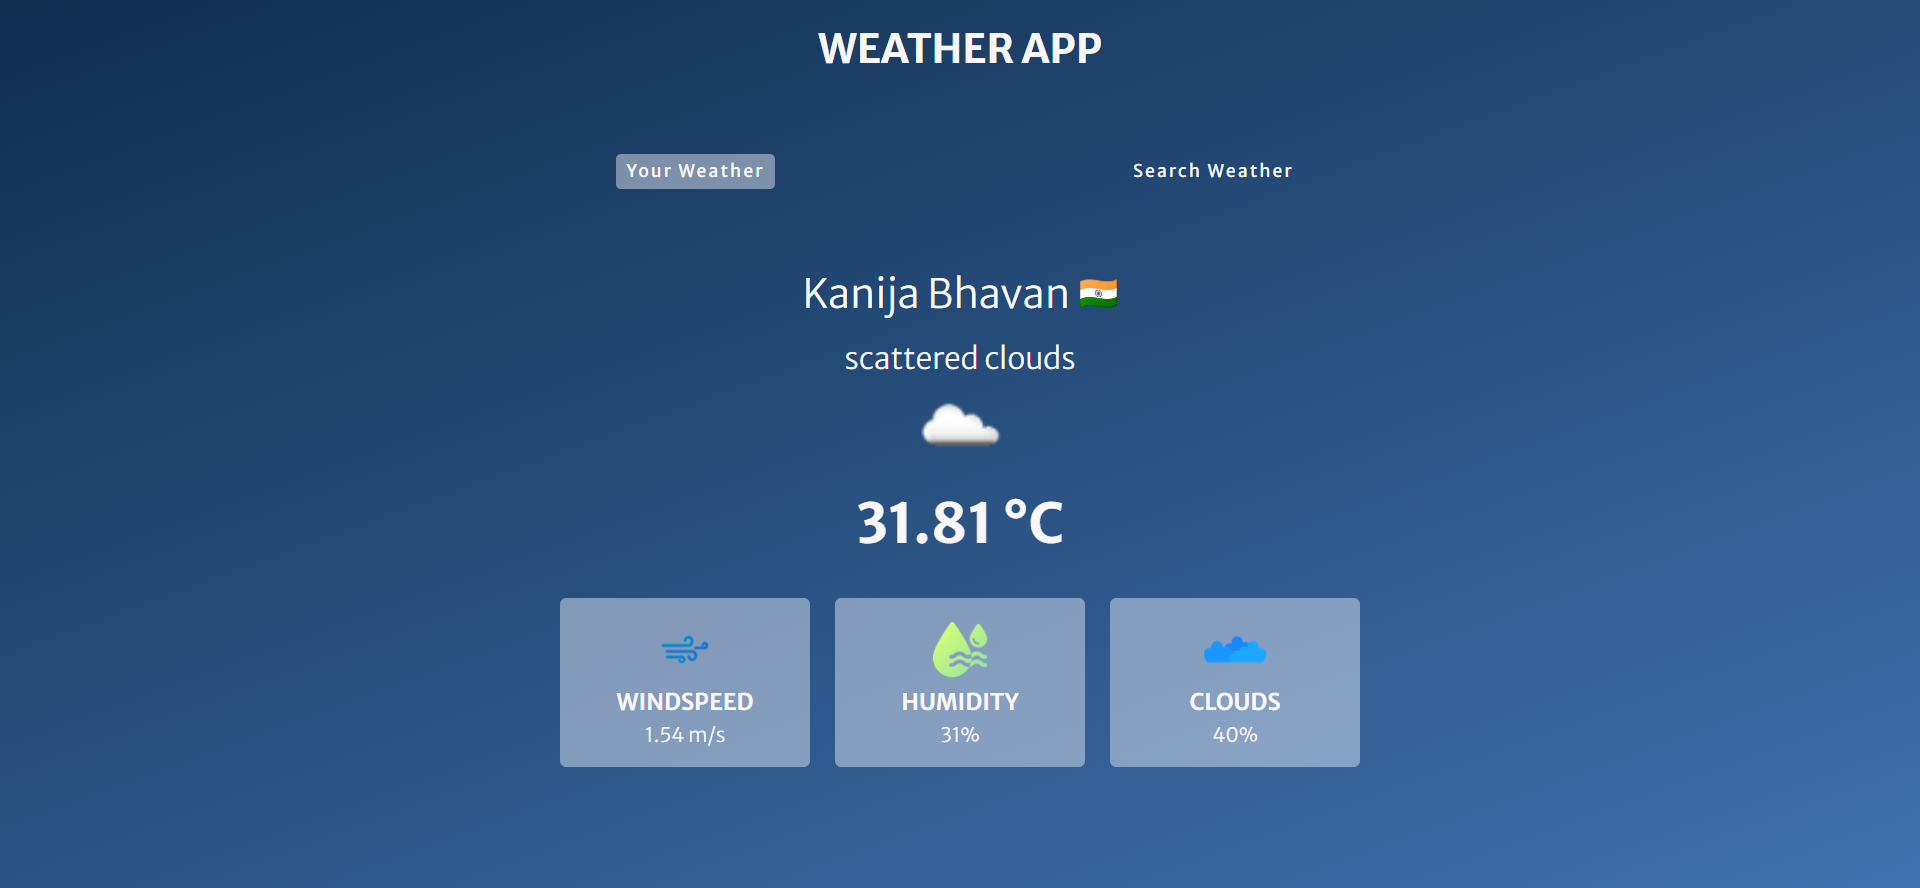 WEATHER APP
Your Weather
Search Weather
Kanija Bhavan
scattered clouds
31.81 °C
WINDSPEED
1.54 m/s
HUMIDITY
31%
CLOUDS
40%